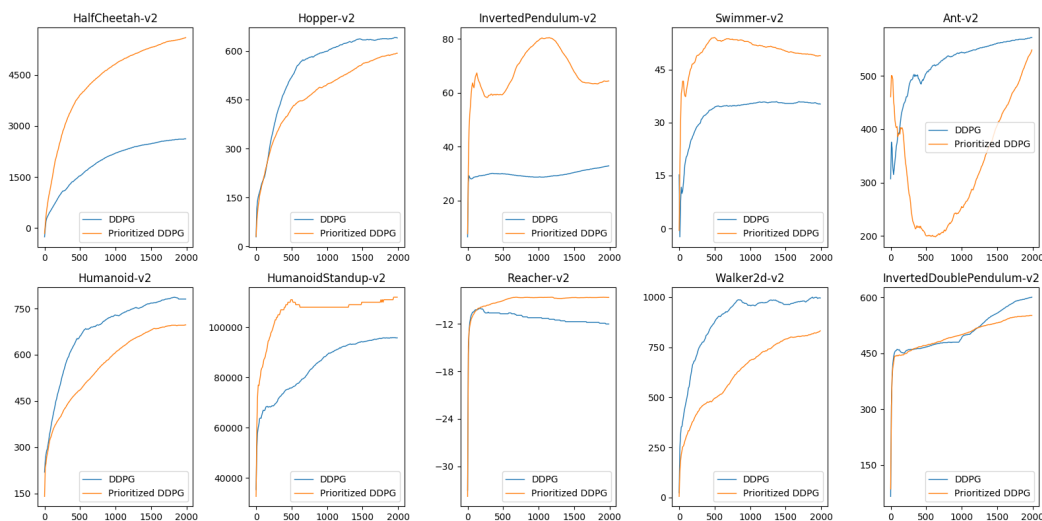 HalfCheetah-v2
4500
3000
1500
0
DDPG
Prioritized DDPG
0 500 1000 1500 2000
Hopper-v2
600
450
300
150
0
DDPG
Prioritized DDPG
0 500 1000 1500 2000
InvertedPendulum-v2
80
60
40
20
DDPG
Prioritized DDPG
0 500 1000 1500 2000
Swimmer-v2
45
30
15
0
DDPG
Prioritized DDPG
0 500 1000 1500 2000
Ant-v2
500
400
300
200
DDPG
Prioritized DDPG
0 500 1000 1500 2000
Humanoid-v2
750
600
450
300
150
DDPG
Prioritized DDPG
0 500 1000 1500 2000
HumanoidStandup-v2
100000
80000
60000
40000
DDPG
Prioritized DDPG
0 500 1000 1500 2000
Reacher-v2
−12
−18
−24
−30
DDPG
Prioritized DDPG
0 500 1000 1500 2000
Walker2d-v2
1000
750
500
250
0
DDPG
Prioritized DDPG
0 500 1000 1500 2000
InvertedDoublePendulum-v2
600
450
300
150
DDPG
Prioritized DDPG
0 500 1000 1500 2000